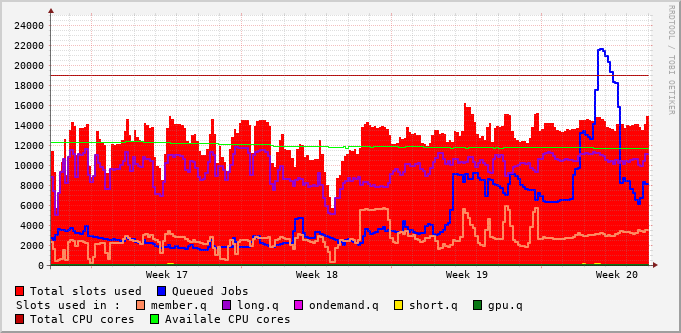 RRDTOOL / TOBI OETIKER
24000
22000
20000
18000
16000
14000
12000
10000
8000
6000
4000
2000
0
Week 17 Week 18 Week 19 Week 20
Total slots used Queued Jobs
Slots used in : member.q long.q ondemand.q short.q gpu.q
Total CPU cores Availale CPU cores